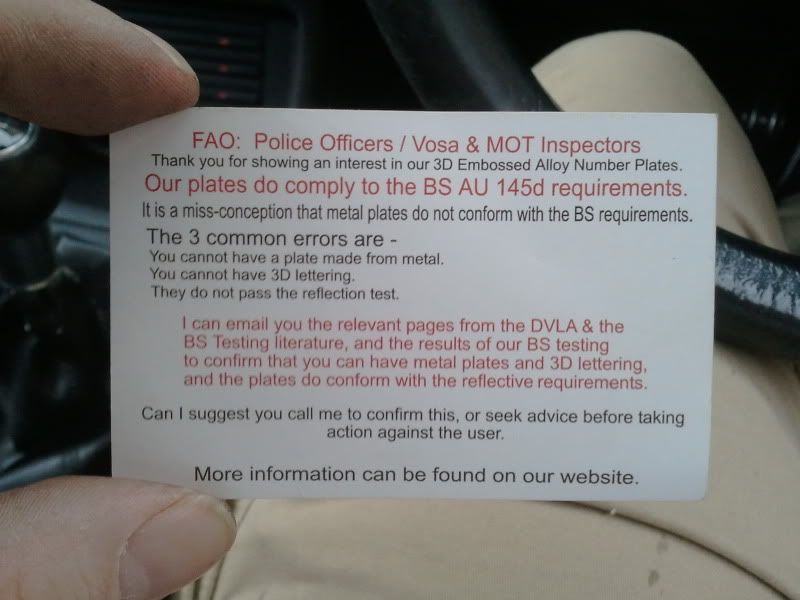 FAO: Police Officers / Vosa & MOT Inspectors
Thank you for showing an interest in our 3D Embossed Alloy Number Plates.
Our plates do comply to the BS AU 145d requirements.
It is a miss-conception that metal plates do not conform with the BS requirements.
The 3 common errors are -
You cannot have a plate made from metal.
You cannot have 3D lettering.
They do not pass the reflection test.
I can email you the relevant pages from the DVLA & the
BS Testing literature, and the results of our BS testing
to confirm that you can have metal plates and 3D lettering,
and the plates do conform with the reflective requirements.
Can I suggest you call me to confirm this, or seek advice before taking
action against the user.
More information can be found on our website.